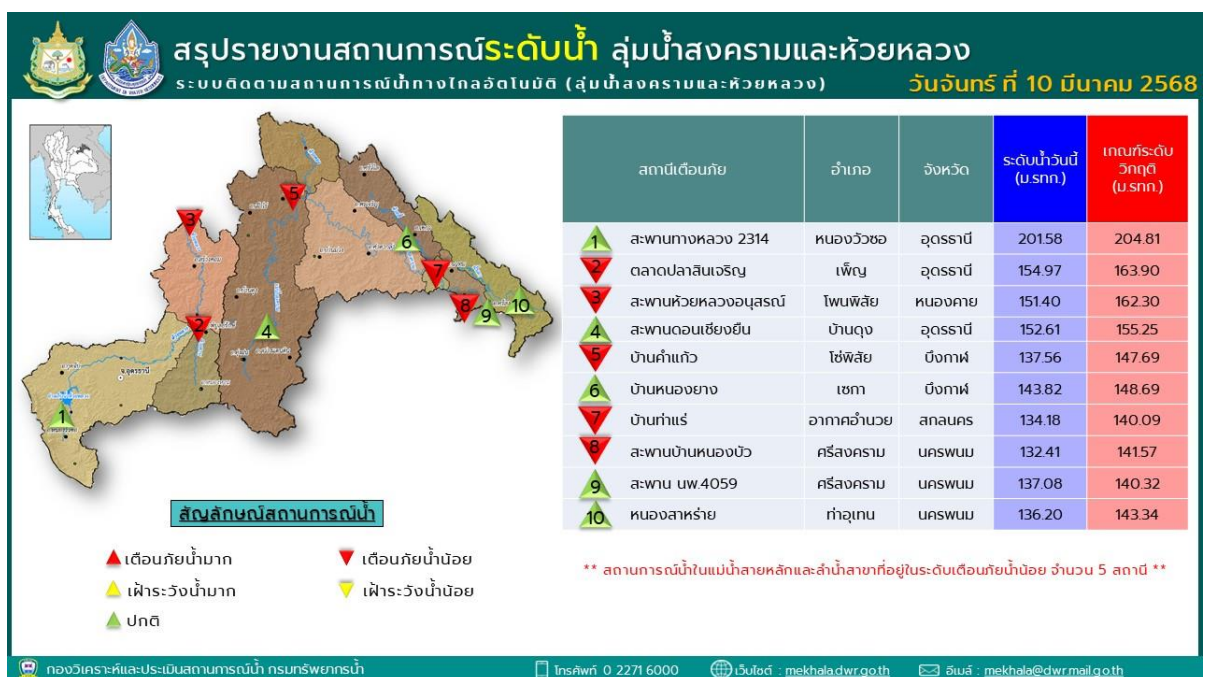 สรุปรายงานสถานการณ์ระดับน้ำ ลุ่มน้ำสงครามและห้วยหลวง
ระบบติดตามสถานการณ์น้ำทางไกลอัตโนมัติ (ลุ่มน้ำสงครามและห้วยหลวง)
วันจันทร์ ที่ 10 มีนาคม 2568
สถานีเตือนภัย อำเภอ จังหวัด ระดับน้ำวันนี้ (ม.รทก.) เกณฑ์ระดับวิกฤติ (ม.รทก.)
1 สะพานทางหลวง 2314 หนองวัวซอ อุดรธานี 201.58 204.81
2 ตลาดปลาสินเจริญ เพ็ญ อุดรธานี 154.97 163.90
3 สะพานห้วยหลวงอนุสรณ์ โพนพิสัย หนองคาย 151.40 162.30
4 สะพานดอนเชียงยืน บ้านดุง อุดรธานี 152.61 155.25
5 บ้านคำแก้ว โซ่พิสัย บึงกาฬ 137.56 147.69
6 บ้านหนองยาง เซกา บึงกาฬ 143.82 148.69
7 บ้านท่าแร่ อากาศอำนวย สกลนคร 134.18 140.09
8 สะพานบ้านหนองบัว ศรีสงคราม นครพนม 132.41 141.57
9 สะพาน นพ.4059 ศรีสงคราม นครพนม 137.08 140.32
10 หนองสาหร่าย ท่าอุเทน นครพนม 136.20 143.34
** สถานการณ์น้ำในแม่น้ำสายหลักและลำน้ำสาขาที่อยู่ในระดับเตือนภัยน้ำน้อย จำนวน 5 สถานี **
5
3
6
7
8
9
10
2
4
จ.อุดรธานี
1
สัญลักษณ์สถานการณ์น้ำ
เตือนภัยน้ำมาก
เตือนภัยน้ำน้อย
เฝ้าระวังน้ำมาก
เฝ้าระวังน้ำน้อย
ปกติ
กองวิเคราะห์และประเมินสถานการณ์น้ำ กรมทรัพยากรน้ำ
โทรศัพท์ 0 2271 6000
เว็บไซต์ : mekhala.dwr.go.th
อีเมล์ : mekhala@dwr.mail.go.th